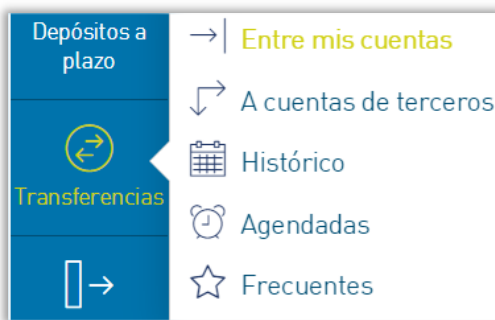 Depósitos a
plazo
Transferencias
Entre mis cuentas
A cuentas de terceros
Histórico
Agendadas
Frecuentes